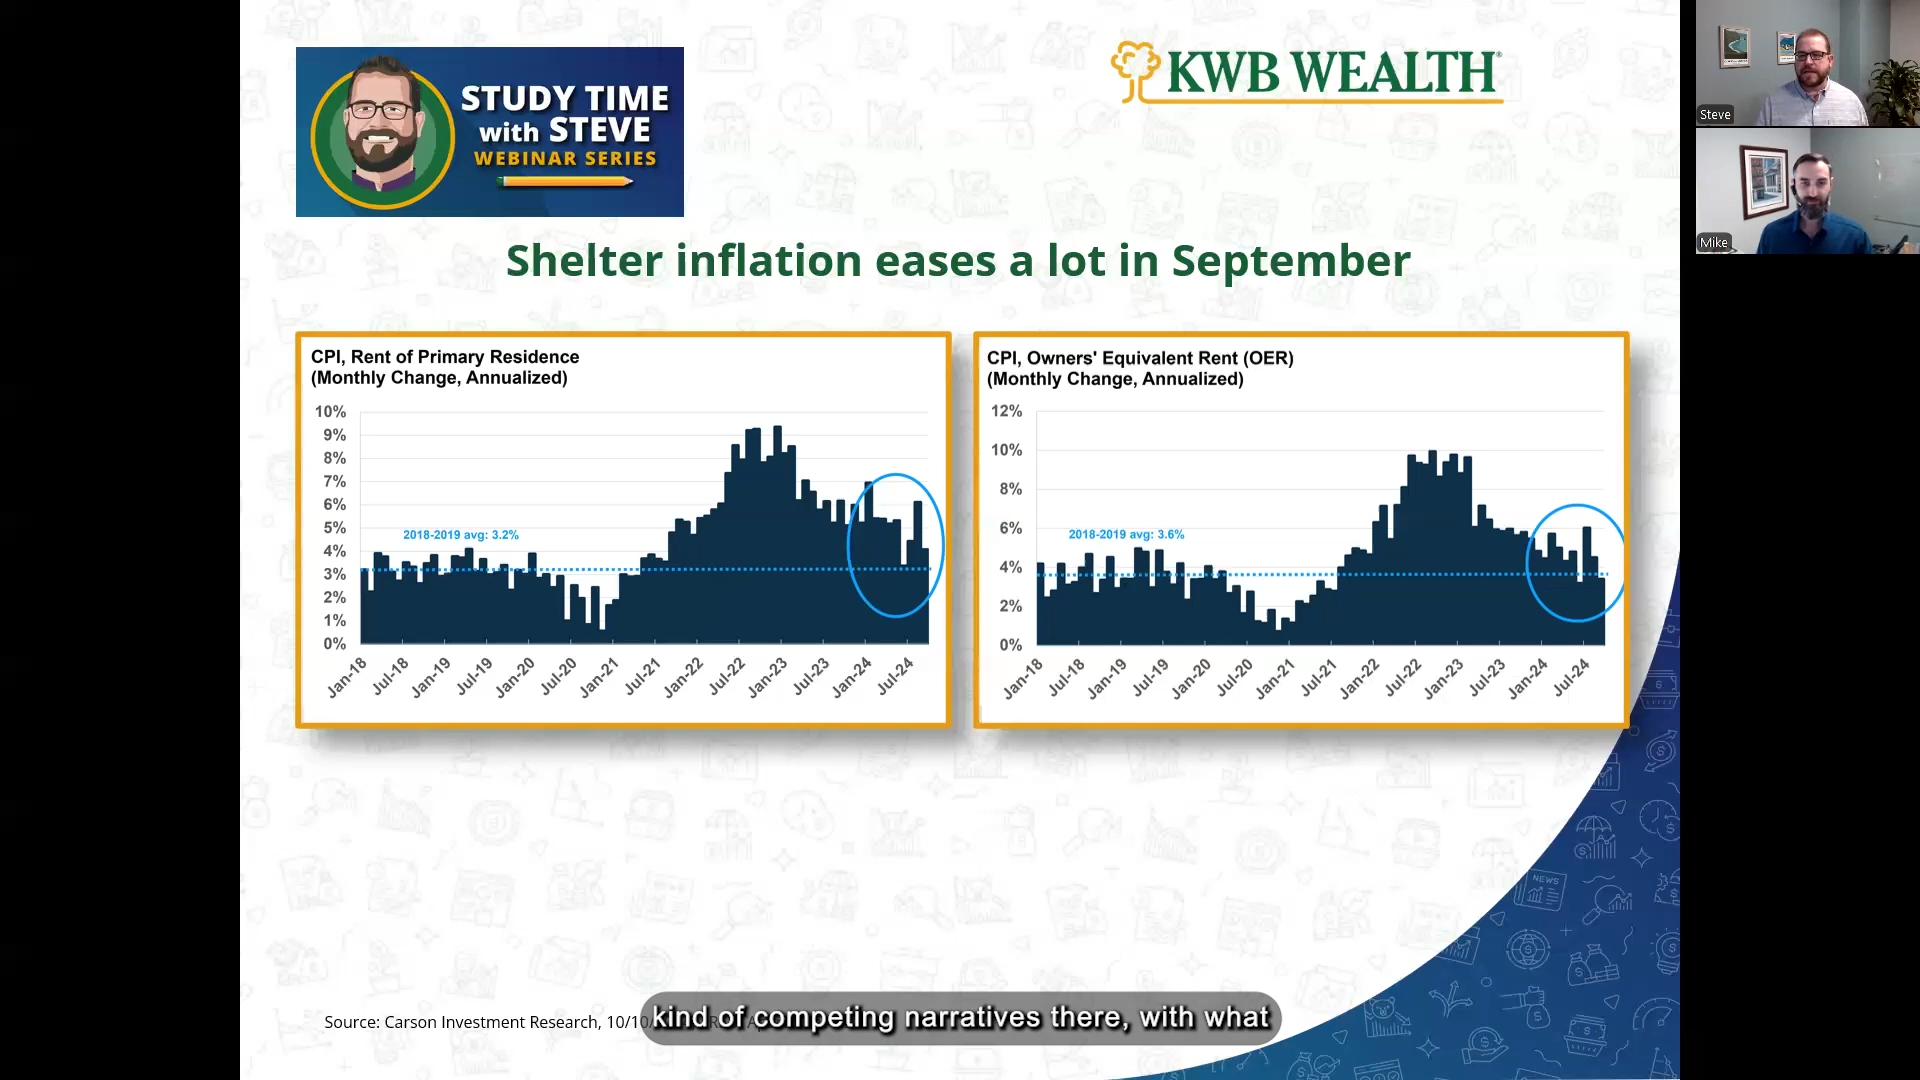 STUDY TIME
with STEVE
WEBINAR SERIES
KWB WEALTH®
Steve
Mike
Shelter inflation eases a lot in September
CPI, Rent of Primary Residence
(Monthly Change, Annualized)
10%
9%
8%
7%
6%
5%
4%
3%
2%
1%
0%
2018-2019 avg: 3.2%
Jan-18
Jul-18
Jan-19
Jul-19
Jan-20
Jul-20
Jan-21
Jul-21
Jan-22
Jul-22
Jan-23
Jul-23
Jan-24
Jul-24
CPI, Owners' Equivalent Rent (OER)
(Monthly Change, Annualized)
12%
10%
8%
6%
4%
2%
0%
2018-2019 avg: 3.6%
Jan-18
Jul-18
Jan-19
Jul-19
Jan-20
Jul-20
Jan-21
Jul-21
Jan-22
Jul-22
Jan-23
Jul-23
Jan-24
Jul-24
NEWS
Source: Carson Investment Research, 10/10/
kind of competing narratives there, with what